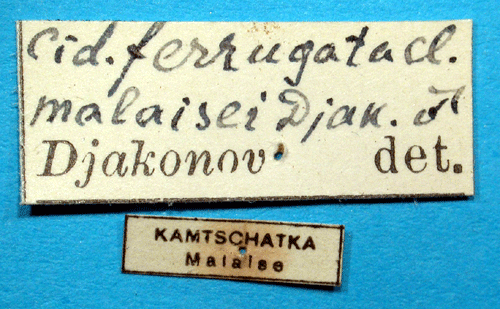 Cid. ferrugata cl.
malaisei Djak. ♂
Djakonov det.
KAMTSCHATKA
Malaise